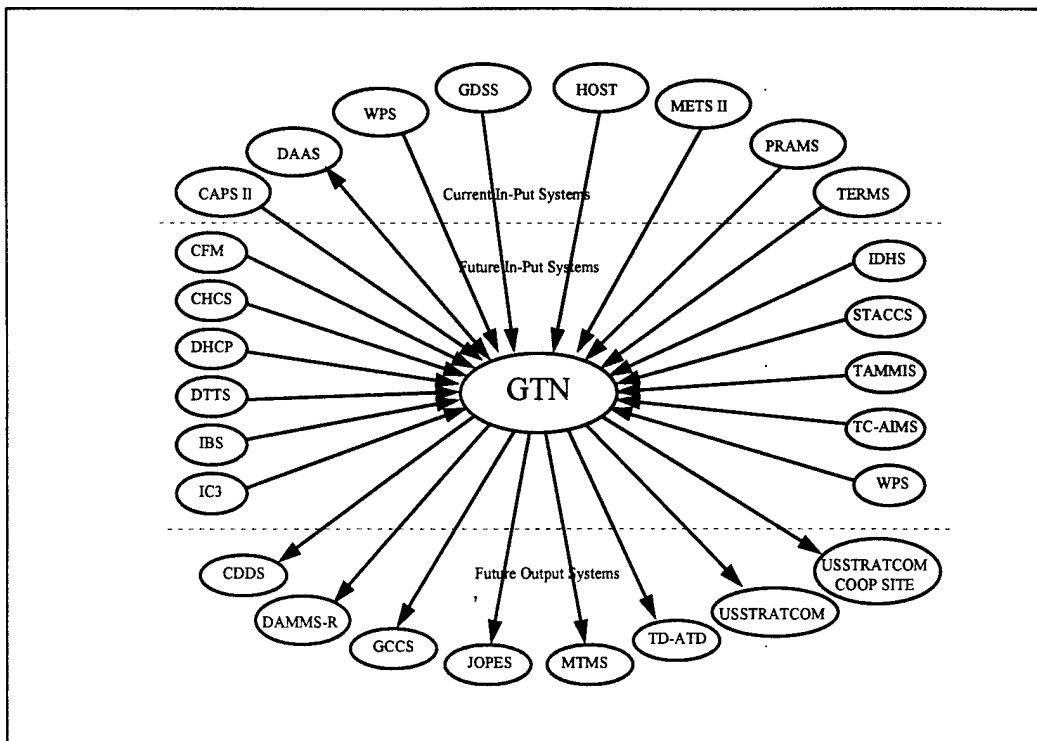 GDSS
HOST
WPS
METS II
DAAS
PRAMS
CAPS II
Current In-Put Systems
TERMS
CFM
Future In-Put Systems
IDHS
CHCS
STACCS
DHCP
TAMMIS
GTN
DTTS
TC-AIMS
IBS
WPS
IC3
CDDS
Future Output Systems
USSTRATCOM
COOP SITE
DAMMS-R
USSTRATCOM
GCCS
TD-ATD
JOPES
MTMS